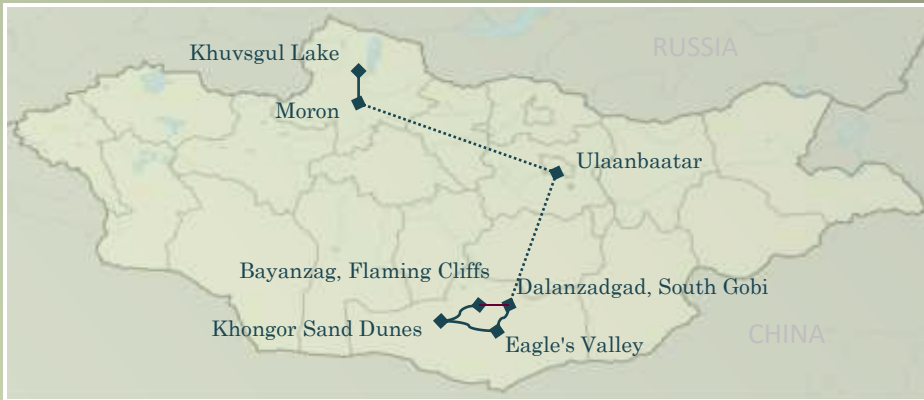 RUSSIA
Khuvsgul Lake
Moron
Ulaanbaatar
Bayanzag, Flaming Cliffs
Dalanzadgad, South Gobi
Khongor Sand Dunes
CHINA
Eagle's Valley